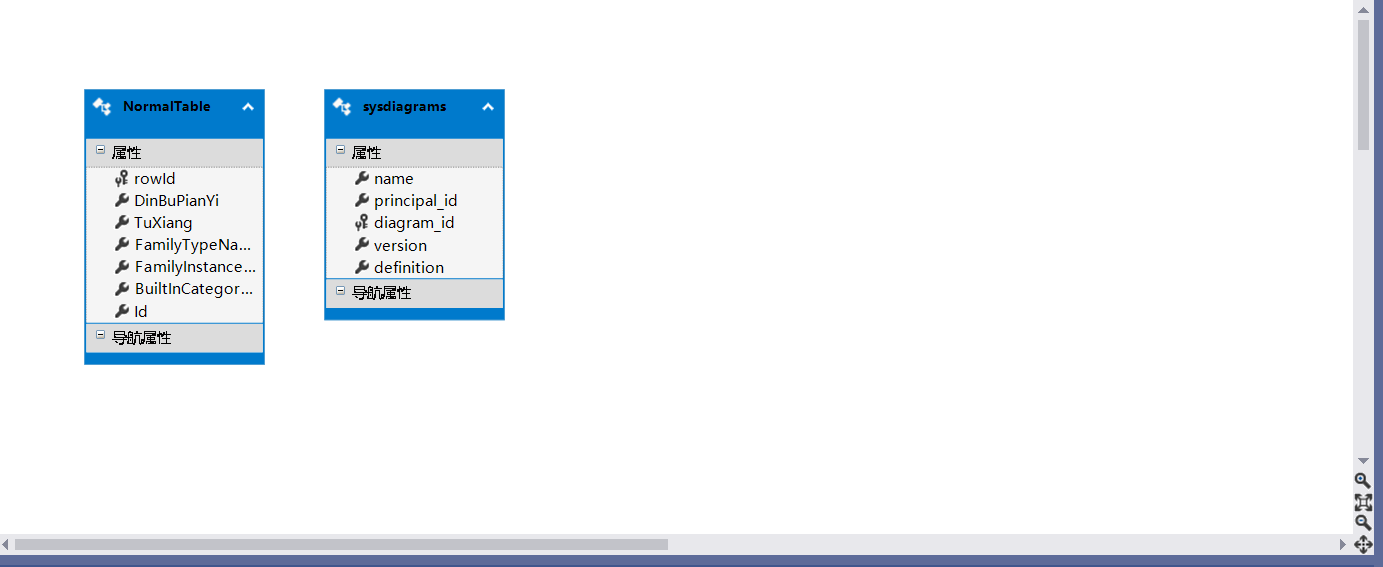 NormalTable
属性
rowId
DinBuPianYi
TuXiang
FamilyTypeNa...
FamilyInstance...
BuiltInCategor...
Id
导航属性
sysdiagrams
属性
name
principal_id
diagram_id
version
definition
导航属性